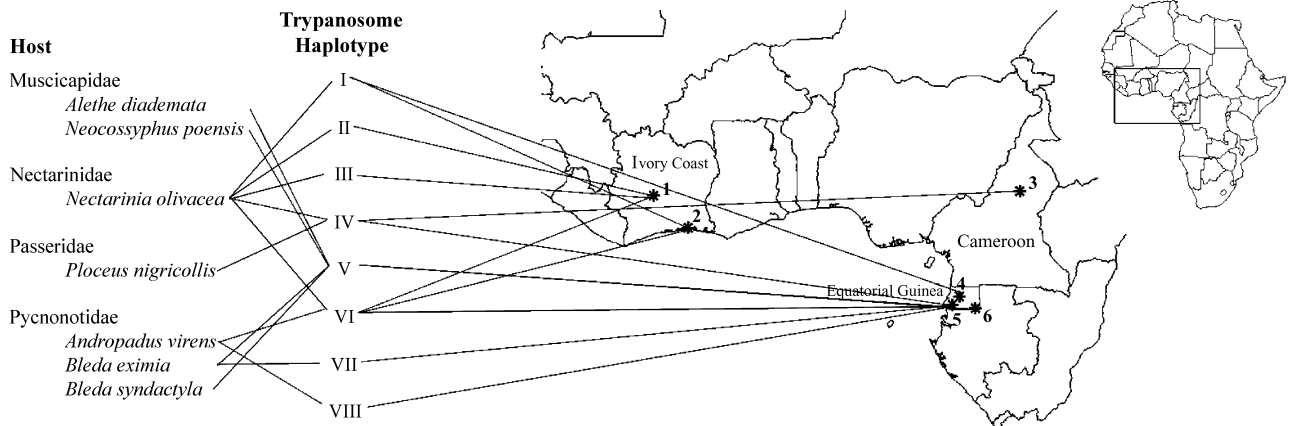 Host
Trypanosome
Haplotype
Muscicapidae
Alethe diademata
Neocossyphus poensis
Nectarinidae
Nectarinia olivacea
Passeridae
Ploceus nigricollis
Pycnonotidae
Andropadus virens
Bleda eximia
Bleda syndactyla
I
II
III
IV
V
VI
VII
VIII
Ivory Coast
1
2
3
Cameroon
Equatorial Guinea
4
5
6